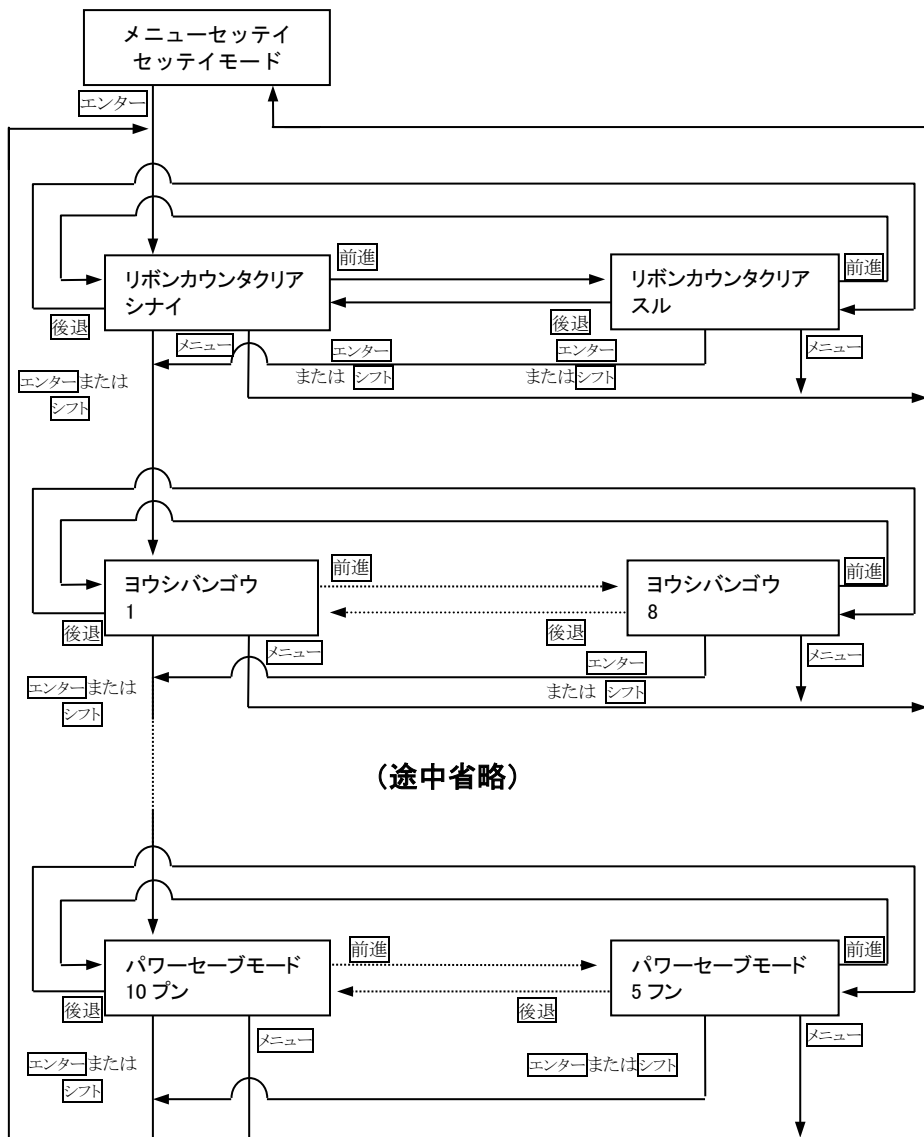 メニューセッテイ
セッテイモード
エンター
前進
前進
リボンカウンタクリア
シナイ
リボンカウンタクリア
スル
後退
後退
メニュー
エンター
エンター
メニュー
または シフト
またはシフト
エンターまたは
シフト
前進
前進
ヨウシバンゴウ
1
ヨウシバンゴウ
8
後退
後退
メニュー
エンター
メニュー
エンターまたは
シフト
または シフト
(途中省略)
前進
前進
パワーセーブモード
10 プン
パワーセーブモード
5 フン
後退
後退
メニュー
メニュー
エンターまたは
シフト
エンターまたはシフト